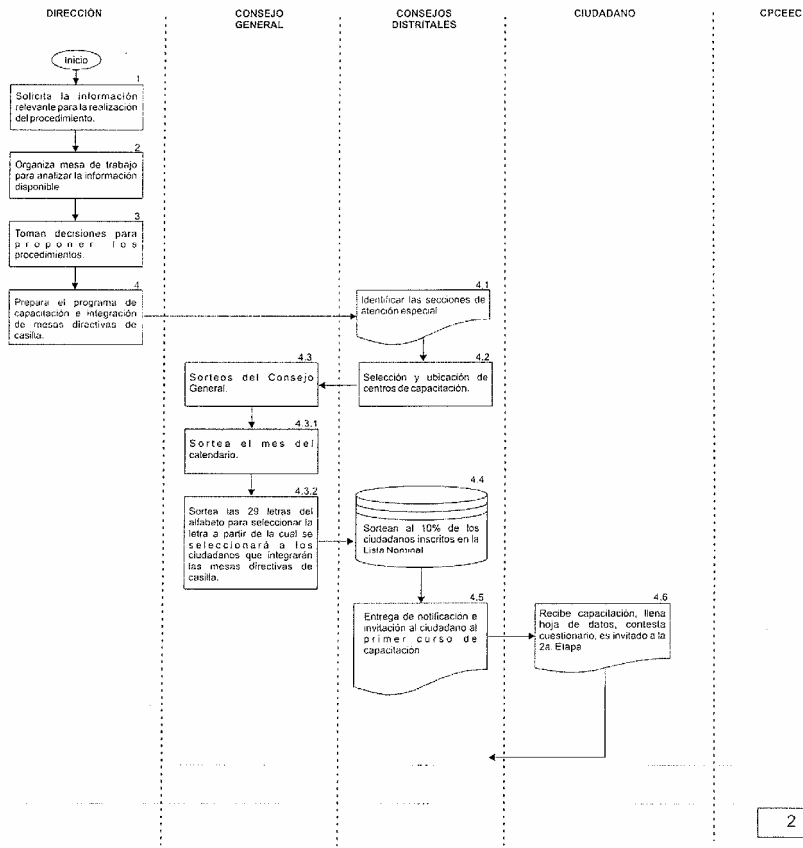 DIRECCIÓN
CONSEJO
GENERAL
CONSEJOS
DISTRITALES
CIUDADANO
CPCEEC
Inicio
1
Solicita la información
relevante para la realización
del procedimiento.
2
Organiza mesa de trabajo
para analizar la información
disponible
3
Toman decisiones para
proponer los
procedimientos.
4
Prepara el programa de
capacitación e integración
de mesas directivas de
casilla.
4.1
Identificar las secciones de
atención especial
4.2
Selección y ubicación de
centros de capacitación.
4.3
Sorteos del Consejo
General.
4.3.1
Sortea el mes del
calendario.
4.3.2
Sortea las 29 letras del
alfabeto para seleccionar la
letra a partir de la cual se
seleccionará a los
ciudadanos que integrarán
las mesas directivas de
casilla.
4.4
Sortean al 10% de los
ciudadanos inscritos en la
Lista Nominal
4.5
Entrega de notificación e
invitación al ciudadano al
primer curso de
capacitación
4.6
Recibe capacitación, llena
hoja de datos, contesta
cuestionario, es invitado a la
2a. Etapa
2